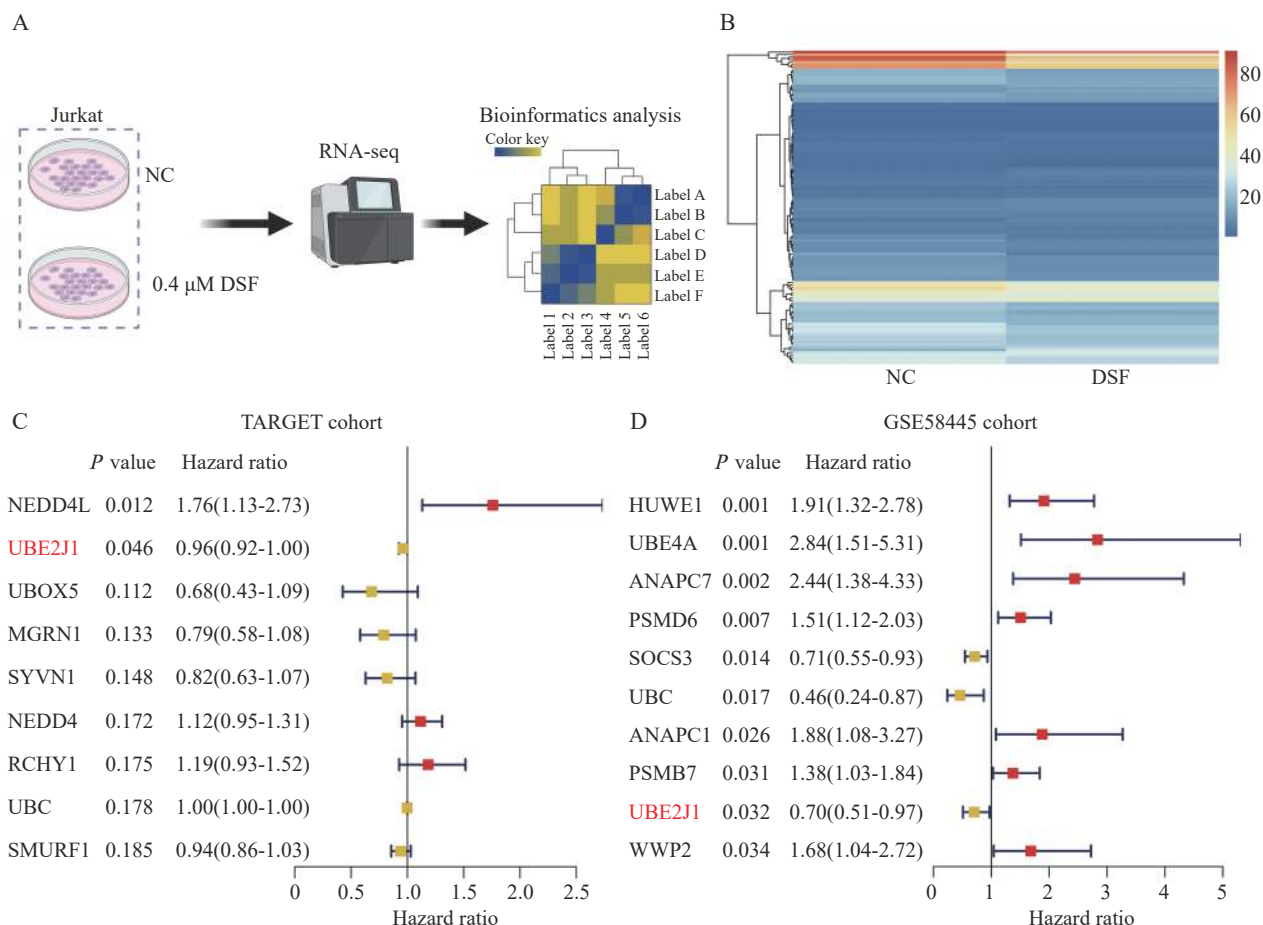 A
Jurkat
NC
0.4 μM DSF
RNA-seq
Bioinformatics analysis
Color key
Label A
Label B
Label C
Label D
Label E
Label F
Label 1
Label 2
Label 3
Label 4
Label 5
Label 6
B
80
60
40
20
NC DSF
C TARGET cohort
P value Hazard ratio
NEDD4L 0.012 1.76(1.13-2.73)
UBE2J1 0.046 0.96(0.92-1.00)
UBOX5 0.112 0.68(0.43-1.09)
MGRN1 0.133 0.79(0.58-1.08)
SYVN1 0.148 0.82(0.63-1.07)
NEDD4 0.172 1.12(0.95-1.31)
RCHY1 0.175 1.19(0.93-1.52)
UBC 0.178 1.00(1.00-1.00)
SMURF1 0.185 0.94(0.86-1.03)
0 0.5 1.0 1.5 2.0 2.5
Hazard ratio
D GSE58445 cohort
P value Hazard ratio
HUWE1 0.001 1.91(1.32-2.78)
UBE4A 0.001 2.84(1.51-5.31)
ANAPC7 0.002 2.44(1.38-4.33)
PSMD6 0.007 1.51(1.12-2.03)
SOCS3 0.014 0.71(0.55-0.93)
UBC 0.017 0.46(0.24-0.87)
ANAPC1 0.026 1.88(1.08-3.27)
PSMB7 0.031 1.38(1.03-1.84)
UBE2J1 0.032 0.70(0.51-0.97)
WWP2 0.034 1.68(1.04-2.72)
0 1 2 3 4 5
Hazard ratio